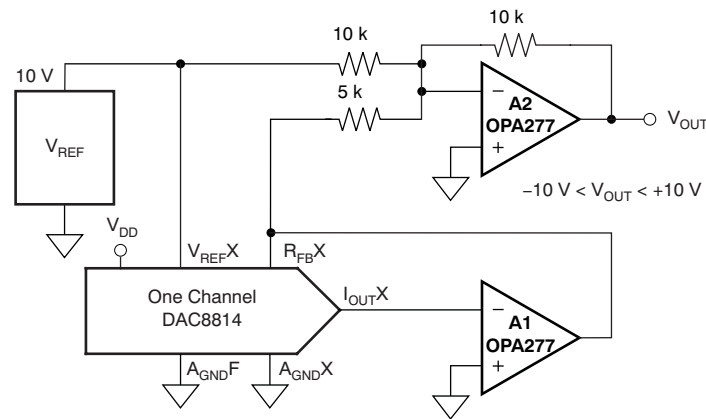 10 k
10 k
10 V
5 k
−
A2
OPA277
+
V_REF
V_OUT
−10 V < V_OUT < +10 V
V_DD
V_REFX
R_FBX
One Channel
DAC8814
I_OUTX
−
A1
OPA277
+
A_GNDF
A_GNDX